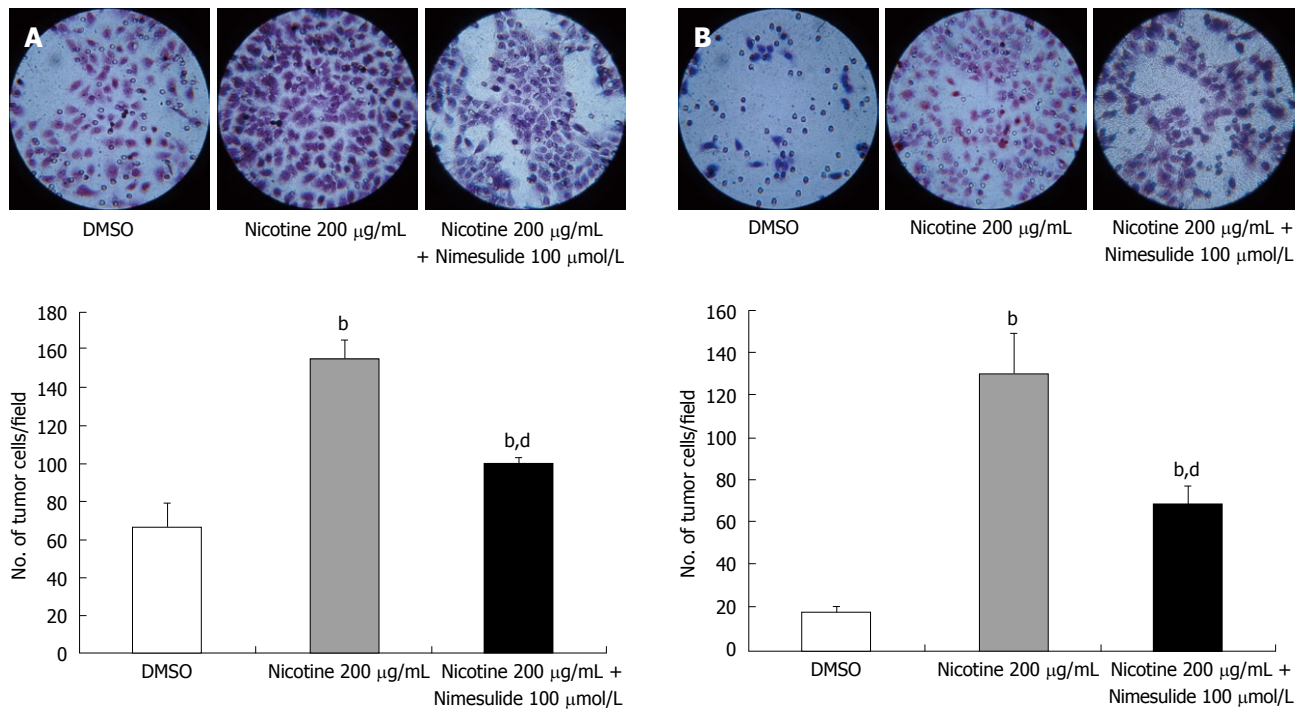 A
DMSO
Nicotine 200 μg/mL
Nicotine 200 μg/mL
+ Nimesulide 100 μmol/L
180
160
140
120
100
80
60
40
20
0
No. of tumor cells/field
b
b,d
DMSO
Nicotine 200 μg/mL
Nicotine 200 μg/mL +
Nimesulide 100 μmol/L
B
DMSO
Nicotine 200 μg/mL
Nicotine 200 μg/mL +
Nimesulide 100 μmol/L
160
140
120
100
80
60
40
20
0
No. of tumor cells/field
b
b,d
DMSO
Nicotine 200 μg/mL
Nicotine 200 μg/mL +
Nimesulide 100 μmol/L